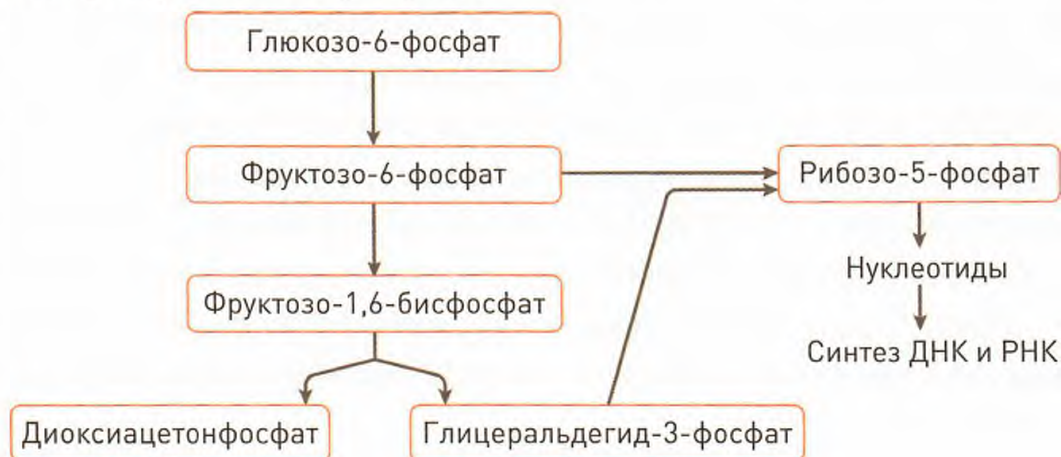 Глюкозо-6-фосфат
Фруктозо-6-фосфат
Рибозо-5-фосфат
Нуклеотиды
Фруктозо-1,6-бисфосфат
Синтез ДНК и РНК
Диоксиацетонфосфат
Глицеральдегид-3-фосфат